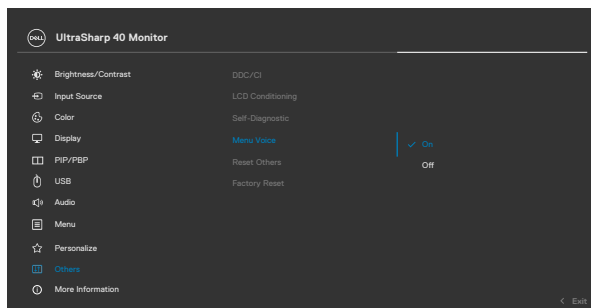 DELL UltraSharp 40 Monitor
Brightness/Contrast DDC/CI
Input Source LCD Conditioning
Color Self-Diagnostic
Display Menu Voice On
PIP/PBP Reset Others Off
USB Factory Reset
Audio
Menu
Personalize
Others
More Information
Exit